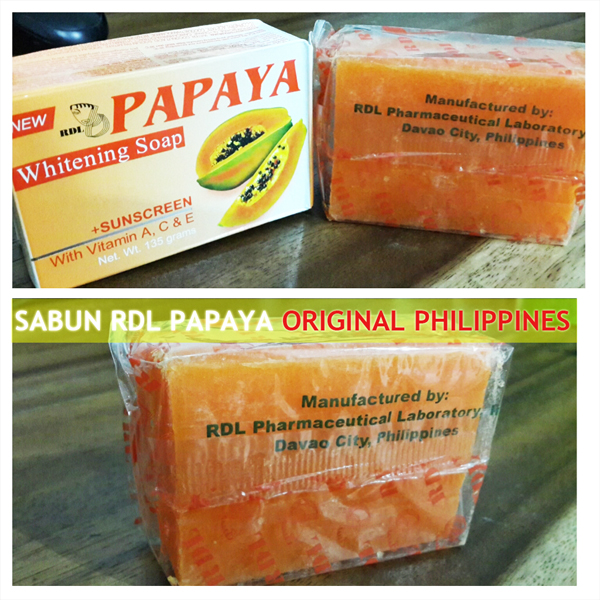 NEW
RDL
PAPAYA
Whitening Soap
+SUNSCREEN
With Vitamin A, C & E
Net. Wt. 135 grams
Manufactured by:
RDL Pharmaceutical Laboratory
Davao City, Philippines
SABUN RDL PAPAYA ORIGINAL PHILIPPINES
Manufactured by:
RDL Pharmaceutical Laboratory,
Davao City, Philippines